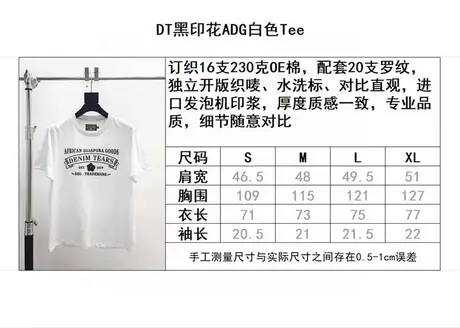 DT黑印花ADG白色Tee
订织16支230克OE棉，配套20支罗纹，
独立开版织唛、水洗标、对比直观，进
口发泡机印浆，厚度质感一致，专业品
质，细节随意对比
AFRICAN DIASPORA GOODS
DENIM TEARS
REG. TRADEMARK
尺码 S M L XL
肩宽 46.5 48 49.5 51
胸围 109 115 121 127
衣长 71 73 75 77
袖长 20.5 21 21.5 22
手工测量尺寸与实际尺寸之间存在0.5-1cm误差